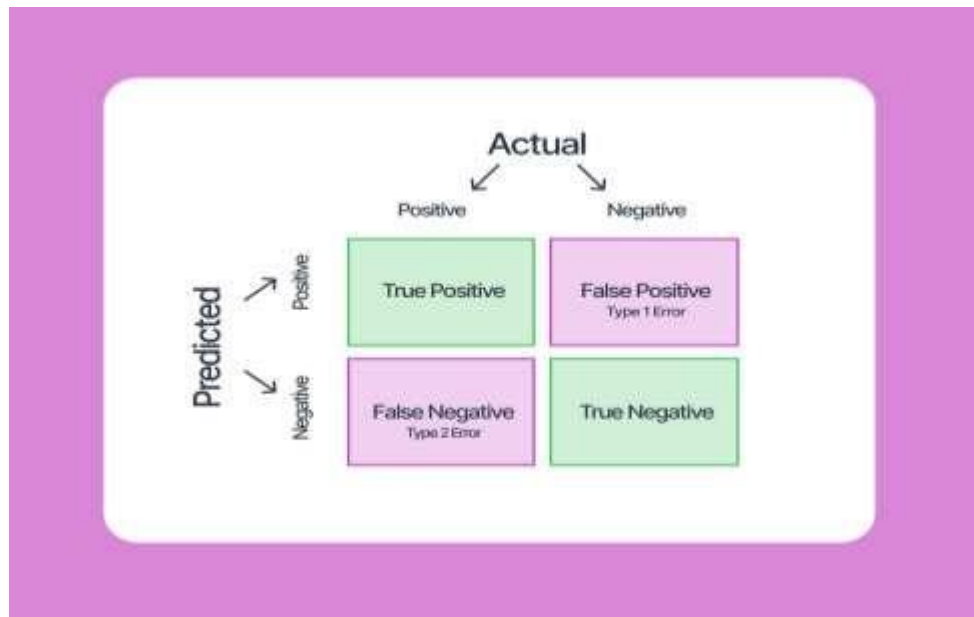 Actual
Positive
Negative
Predicted
Positive
True Positive
False Positive
Type 1 Error
Negative
False Negative
Type 2 Error
True Negative